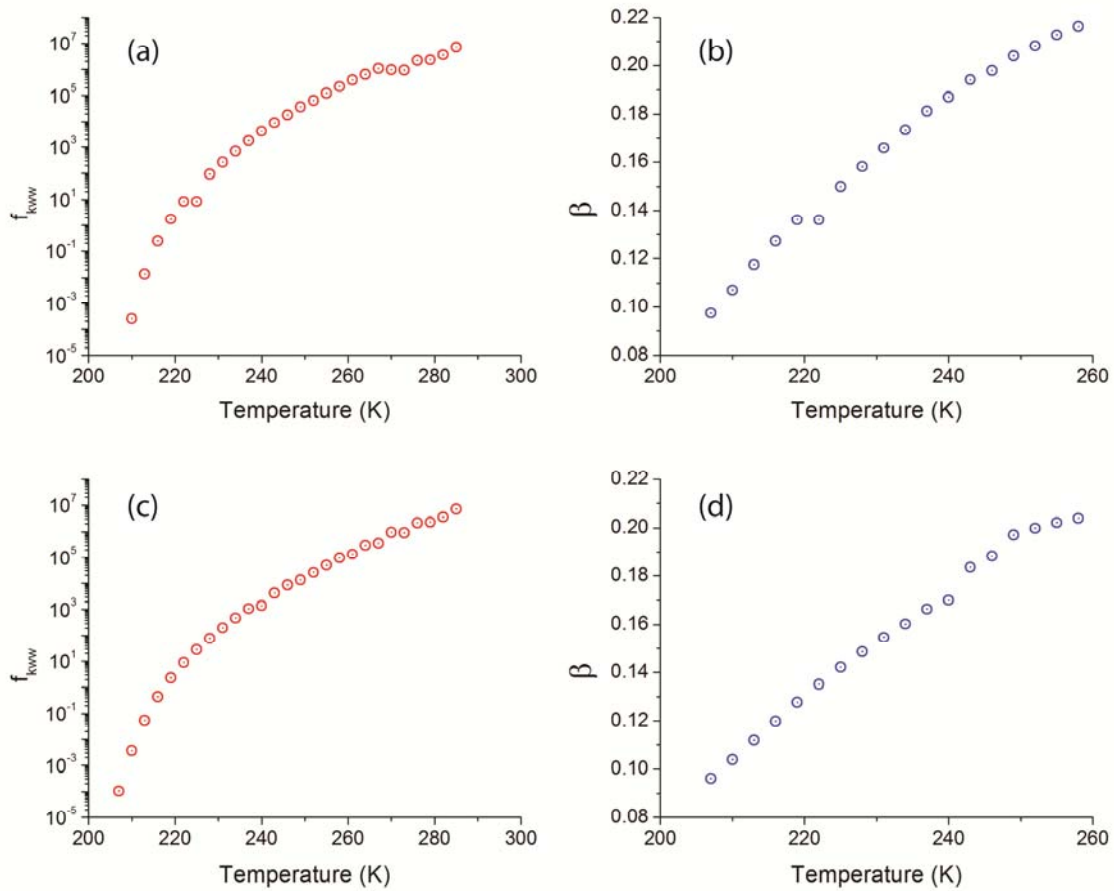 (a)
10^7
10^5
10^3
10^1
10^-1
10^-3
10^-5
f_kww
200 220 240 260 280 300
Temperature (K)
(b)
0.22
0.20
0.18
0.16
0.14
0.12
0.10
0.08
β
200 220 240 260
Temperature (K)
(c)
10^7
10^5
10^3
10^1
10^-1
10^-3
10^-5
f_kww
200 220 240 260 280 300
Temperature (K)
(d)
0.22
0.20
0.18
0.16
0.14
0.12
0.10
0.08
β
200 220 240 260
Temperature (K)